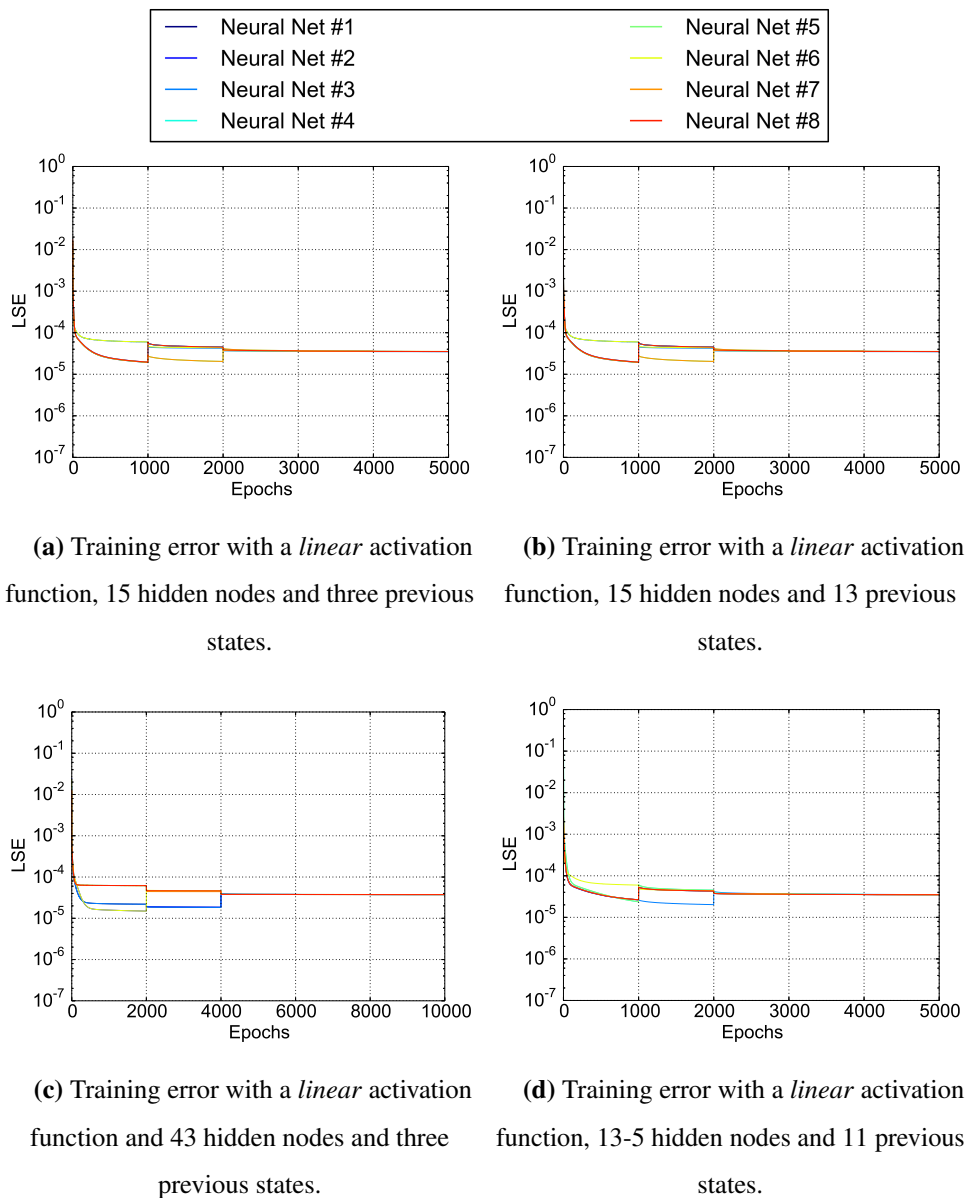 Neural Net #1
Neural Net #2
Neural Net #3
Neural Net #4
Neural Net #5
Neural Net #6
Neural Net #7
Neural Net #8
10^0
10^-1
10^-2
10^-3
10^-4
10^-5
10^-6
10^-7
LSE
0 1000 2000 3000 4000 5000
Epochs
10^0
10^-1
10^-2
10^-3
10^-4
10^-5
10^-6
10^-7
LSE
0 1000 2000 3000 4000 5000
Epochs
(a) Training error with a linear activation
function, 15 hidden nodes and three previous
states.
(b) Training error with a linear activation
function, 15 hidden nodes and 13 previous
states.
10^0
10^-1
10^-2
10^-3
10^-4
10^-5
10^-6
10^-7
LSE
0 2000 4000 6000 8000 10000
Epochs
10^0
10^-1
10^-2
10^-3
10^-4
10^-5
10^-6
10^-7
LSE
0 1000 2000 3000 4000 5000
Epochs
(c) Training error with a linear activation
function and 43 hidden nodes and three
previous states.
(d) Training error with a linear activation
function, 13-5 hidden nodes and 11 previous
states.